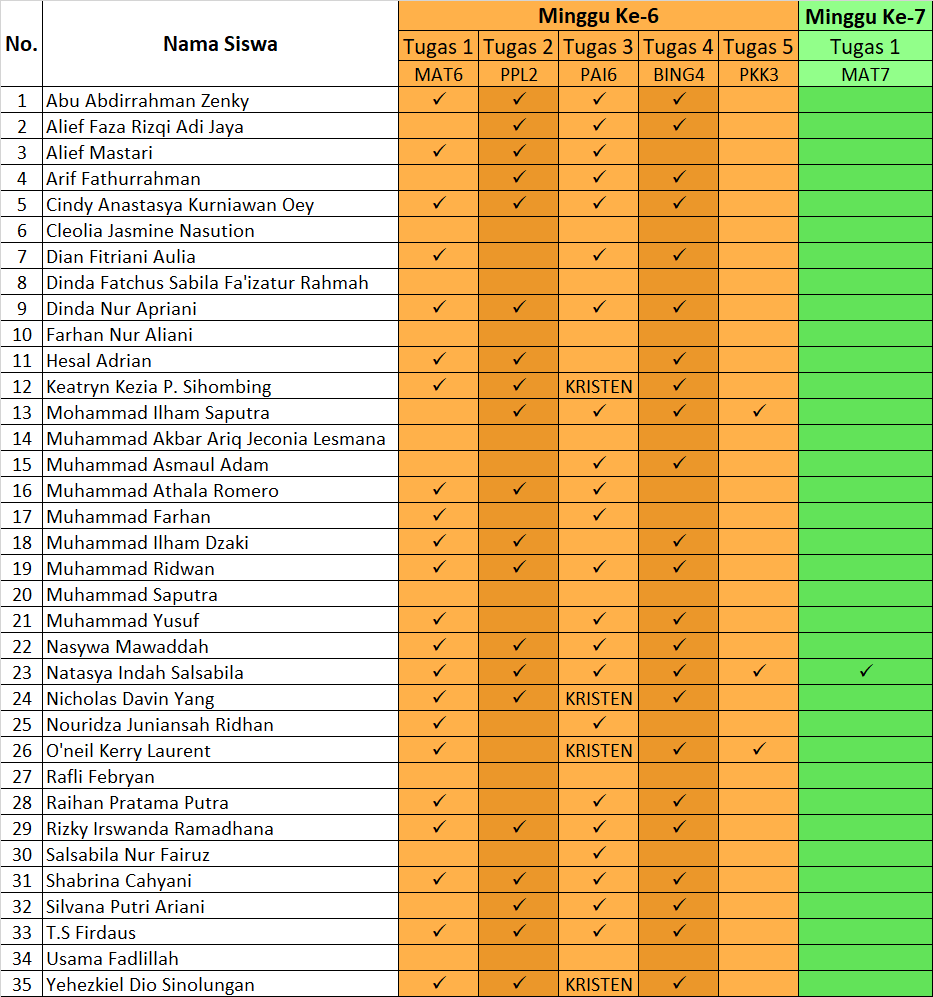 No. Nama Siswa Minggu Ke-6 Minggu Ke-7
Tugas 1 Tugas 2 Tugas 3 Tugas 4 Tugas 5 Tugas 1
MAT6 PPL2 PAI6 BING4 PKK3 MAT7
1 Abu Abdirrahman Zenky ✓ ✓ ✓ ✓
2 Alief Faza Rizqi Adi Jaya ✓ ✓ ✓
3 Alief Mastari ✓ ✓ ✓
4 Arif Fathurrahman ✓ ✓ ✓
5 Cindy Anastasya Kurniawan Oey ✓ ✓ ✓ ✓
6 Cleolia Jasmine Nasution
7 Dian Fitriani Aulia ✓ ✓ ✓
8 Dinda Fatchus Sabila Fa'izatur Rahmah
9 Dinda Nur Apriani ✓ ✓ ✓ ✓
10 Farhan Nur Aliani
11 Hesal Adrian ✓ ✓ ✓
12 Keatryn Kezia P. Sihombing ✓ ✓ KRISTEN ✓
13 Mohammad Ilham Saputra ✓ ✓ ✓ ✓
14 Muhammad Akbar Ariq Jeconia Lesmana
15 Muhammad Asmaul Adam ✓ ✓
16 Muhammad Athala Romero ✓ ✓ ✓
17 Muhammad Farhan ✓ ✓
18 Muhammad Ilham Dzaki ✓ ✓ ✓
19 Muhammad Ridwan ✓ ✓ ✓ ✓
20 Muhammad Saputra
21 Muhammad Yusuf ✓ ✓ ✓
22 Nasywa Mawaddah ✓ ✓ ✓ ✓
23 Natasya Indah Salsabila ✓ ✓ ✓ ✓ ✓ ✓
24 Nicholas Davin Yang ✓ ✓ KRISTEN ✓
25 Nouridza Juniansah Ridhan ✓ ✓
26 O'neil Kerry Laurent ✓ KRISTEN ✓ ✓
27 Rafli Febryan
28 Raihan Pratama Putra ✓ ✓ ✓
29 Rizky Irswanda Ramadhana ✓ ✓ ✓ ✓
30 Salsabila Nur Fairuz ✓
31 Shabrina Cahyani ✓ ✓ ✓ ✓
32 Silvana Putri Ariani ✓ ✓ ✓
33 T.S Firdaus ✓ ✓ ✓ ✓
34 Usama Fadlillah
35 Yehezkiel Dio Sinolungan ✓ ✓ KRISTEN ✓